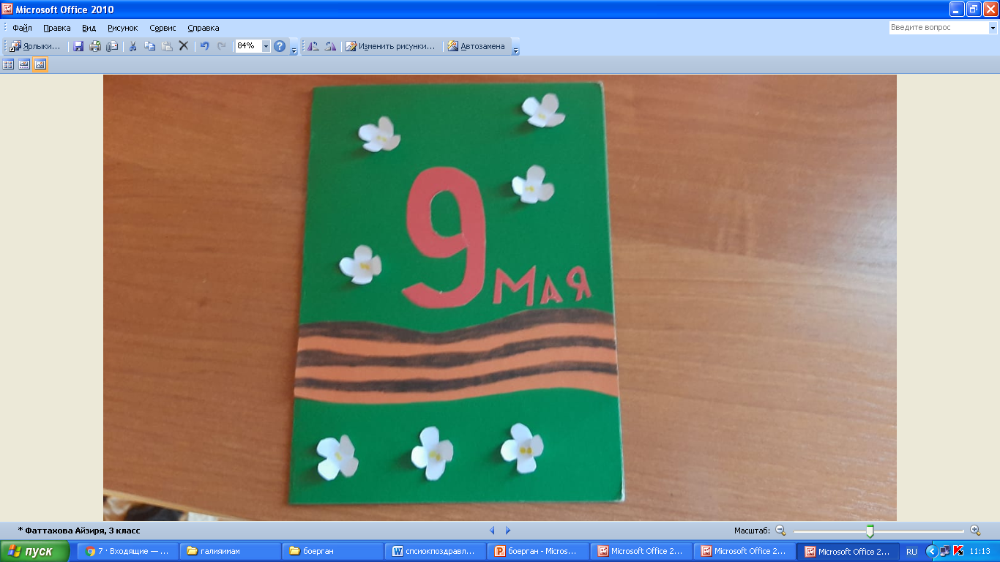 Microsoft Office 2010
Файл Правка Вид Рисунок Сервис Справка
Введите вопрос
Ярлыки... 84% Изменить рисунки... Автозамена
9
МАЯ
* Фаттахова Айзиря, 3 класс
Масштаб:
пуск
7 · Входящие — ...
галияимам
боерган
спсиокпоздравл...
боерган - Micros...
Microsoft Office 2...
Microsoft Office 2...
Microsoft Office 2...
RU
11:13